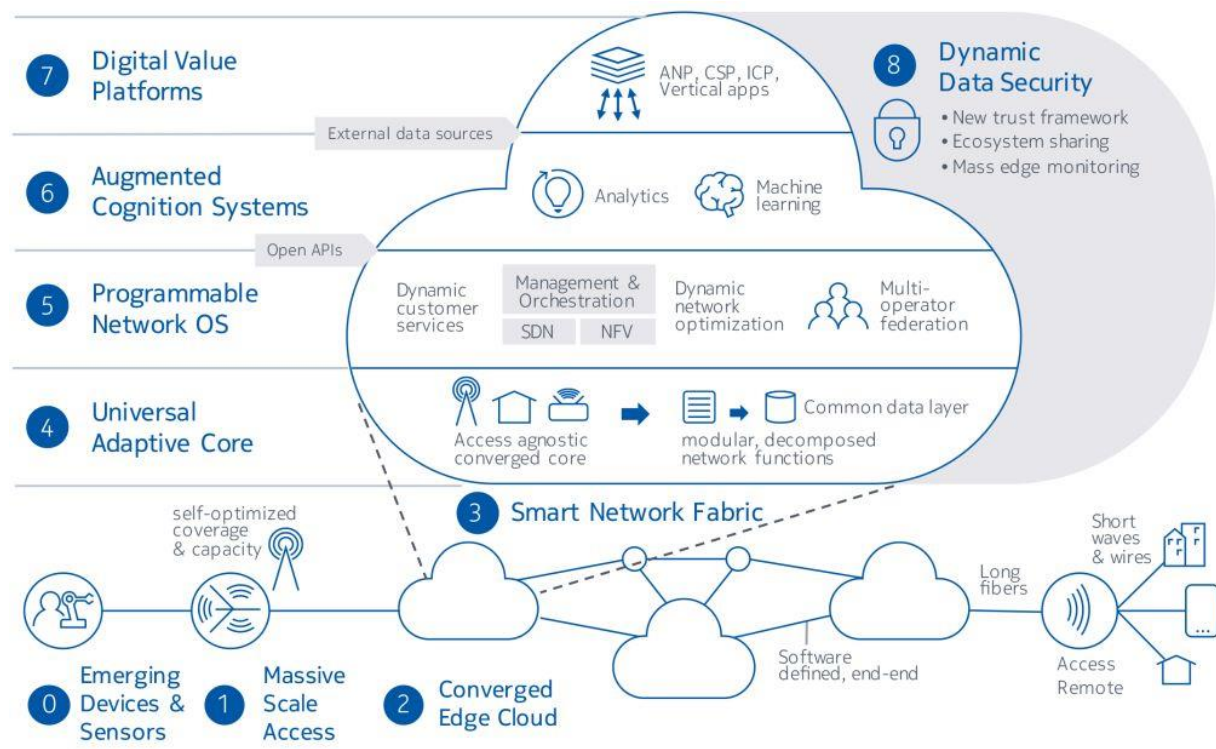 7
Digital Value
Platforms
ANP, CSP, ICP,
Vertical apps
8
Dynamic
Data Security
• New trust framework
• Ecosystem sharing
• Mass edge monitoring
External data sources
6
Augmented
Cognition Systems
Analytics
Machine
learning
Open APIs
5
Programmable
Network OS
Dynamic
customer
services
Management &
Orchestration
SDN
NFV
Dynamic
network
optimization
Multi-
operator
federation
4
Universal
Adaptive Core
Access agnostic
converged core
modular, decomposed
network functions
Common data layer
3
Smart Network Fabric
self-optimized
coverage
& capacity
Short
waves
& wires
Long
fibers
Software
defined, end-end
Access
Remote
0
Emerging
Devices &
Sensors
1
Massive
Scale
Access
2
Converged
Edge Cloud